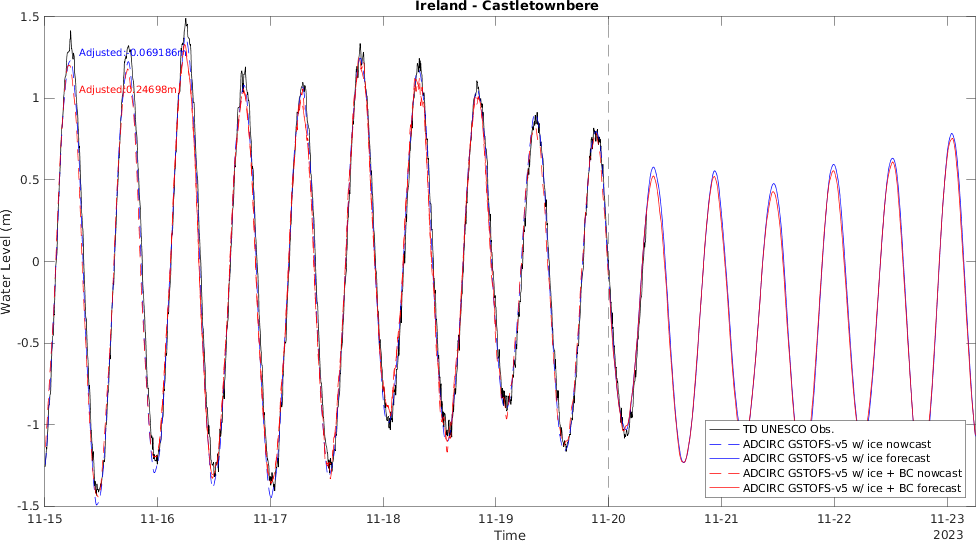 Ireland - Castletownbere
1.5
1
0.5
0
-0.5
-1
-1.5
Water Level (m)
Adjusted:-0.069186m
Adjusted:0.24698m
TD UNESCO Obs.
ADCIRC GSTOFS-v5 w/ ice nowcast
ADCIRC GSTOFS-v5 w/ ice forecast
ADCIRC GSTOFS-v5 w/ ice + BC nowcast
ADCIRC GSTOFS-v5 w/ ice + BC forecast
11-15 11-16 11-17 11-18 11-19 11-20 11-21 11-22 11-23
Time
2023